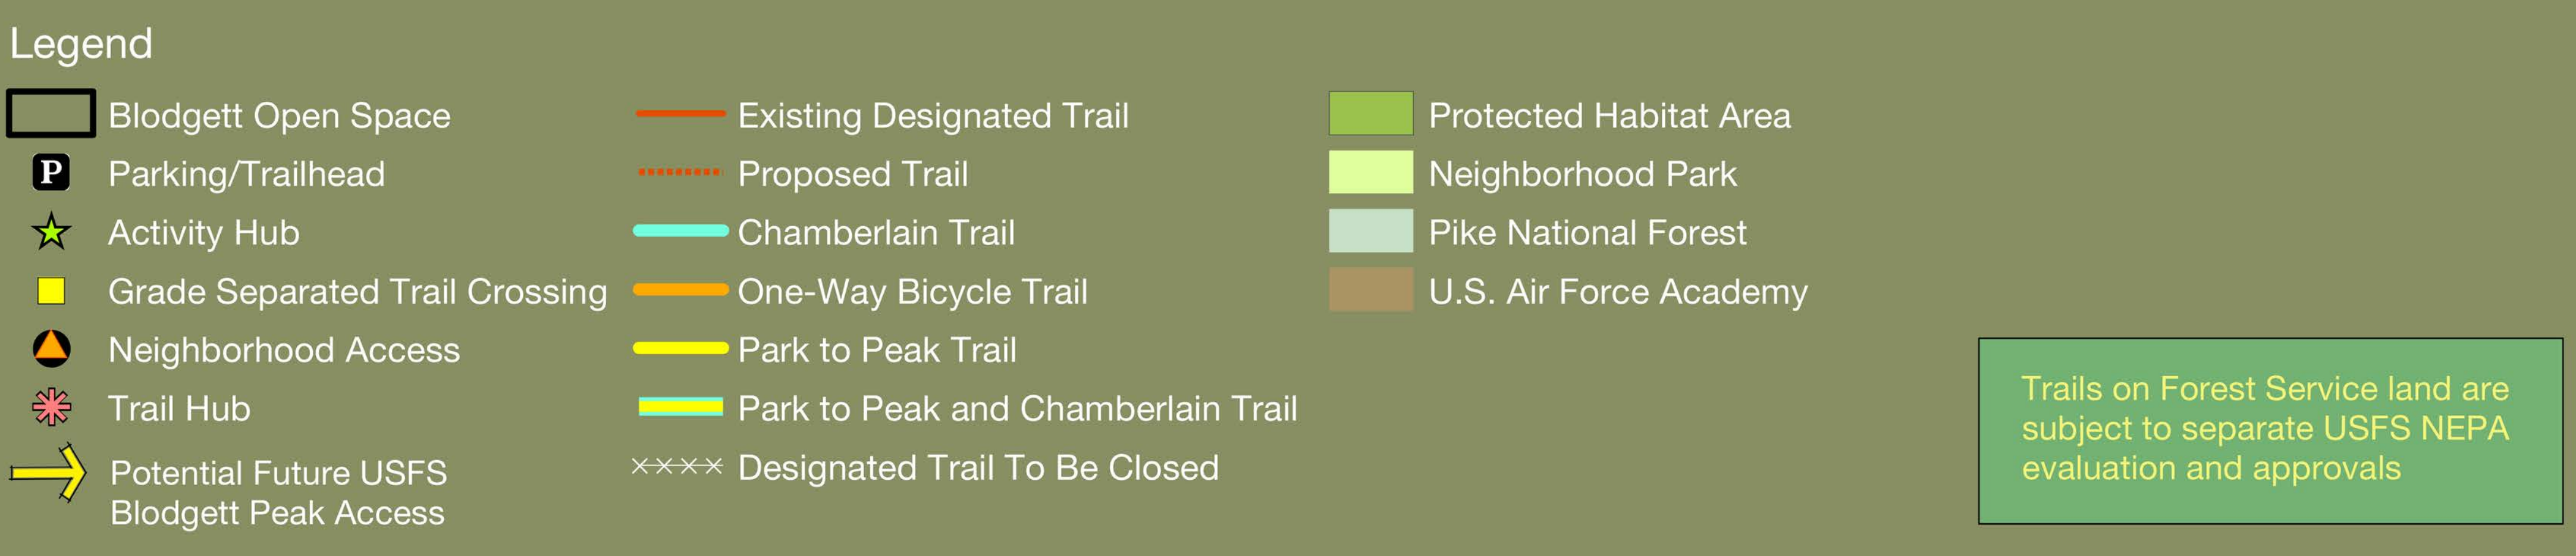 Legend
Blodgett Open Space
P
Parking/Trailhead
Activity Hub
Grade Separated Trail Crossing
Neighborhood Access
Trail Hub
Potential Future USFS
Blodgett Peak Access
Existing Designated Trail
Proposed Trail
Chamberlain Trail
One-Way Bicycle Trail
Park to Peak Trail
Park to Peak and Chamberlain Trail
Designated Trail To Be Closed
Protected Habitat Area
Neighborhood Park
Pike National Forest
U.S. Air Force Academy
Trails on Forest Service land are
subject to separate USFS NEPA
evaluation and approvals